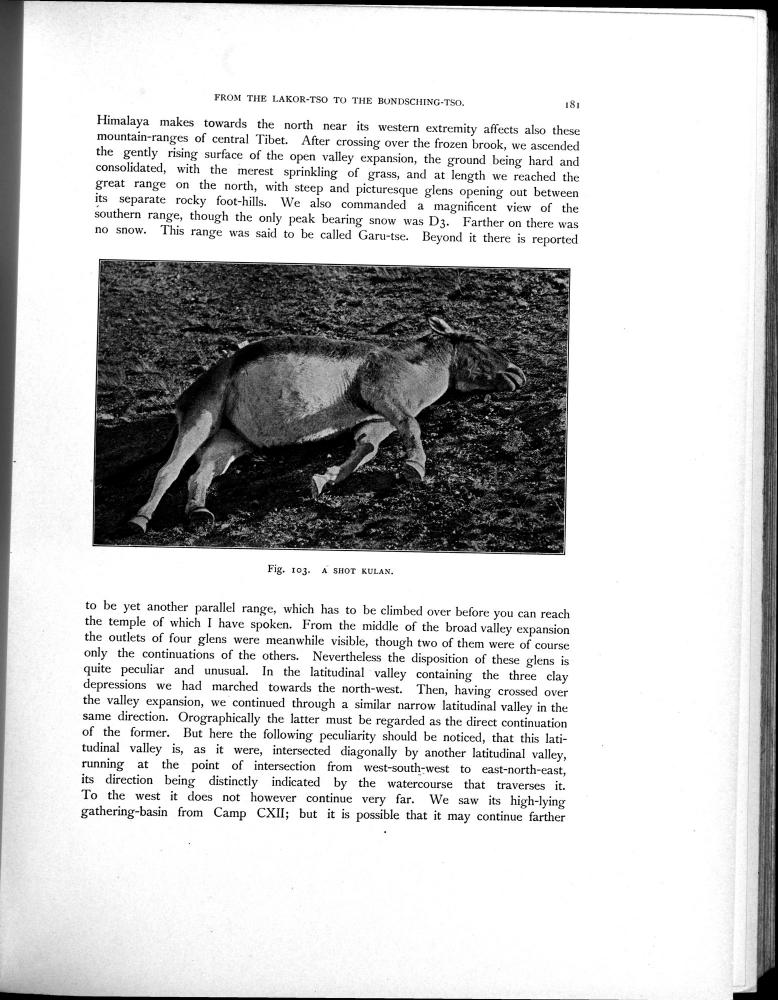 FROM THE LAKOR-TSO TO THE BONDSCHING-TSO.
181
Himalaya makes towards the north near its western extremity affects also these
mountain-ranges of central Tibet. After crossing over the frozen brook, we ascended
the gently rising surface of the open valley expansion, the ground being hard and
consolidated, with the merest sprinkling of grass, and at length we reached the
great range on the north, with steep and picturesque glens opening out between
its separate rocky foot-hills. We also commanded a magnificent view of the
southern range, though the only peak bearing snow was D3. Farther on there was
no snow. This range was said to be called Garu-tse. Beyond it there is reported
Fig. 103. A SHOT KULAN.
to be yet another parallel range, which has to be climbed over before you can reach
the temple of which I have spoken. From the middle of the broad valley expansion
the outlets of four glens were meanwhile visible, though two of them were of course
only the continuations of the others. Nevertheless the disposition of these glens is
quite peculiar and unusual. In the latitudinal valley containing the three clay
depressions we had marched towards the north-west. Then, having crossed over
the valley expansion, we continued through a similar narrow latitudinal valley in the
same direction. Orographically the latter must be regarded as the direct continuation
of the former. But here the following peculiarity should be noticed, that this lati-
tudinal valley is, as it were, intersected diagonally by another latitudinal valley,
running at the point of intersection from west-south-west to east-north-east,
its direction being distinctly indicated by the watercourse that traverses it.
To the west it does not however continue very far. We saw its high-lying
gathering-basin from Camp CXII; but it is possible that it may continue farther